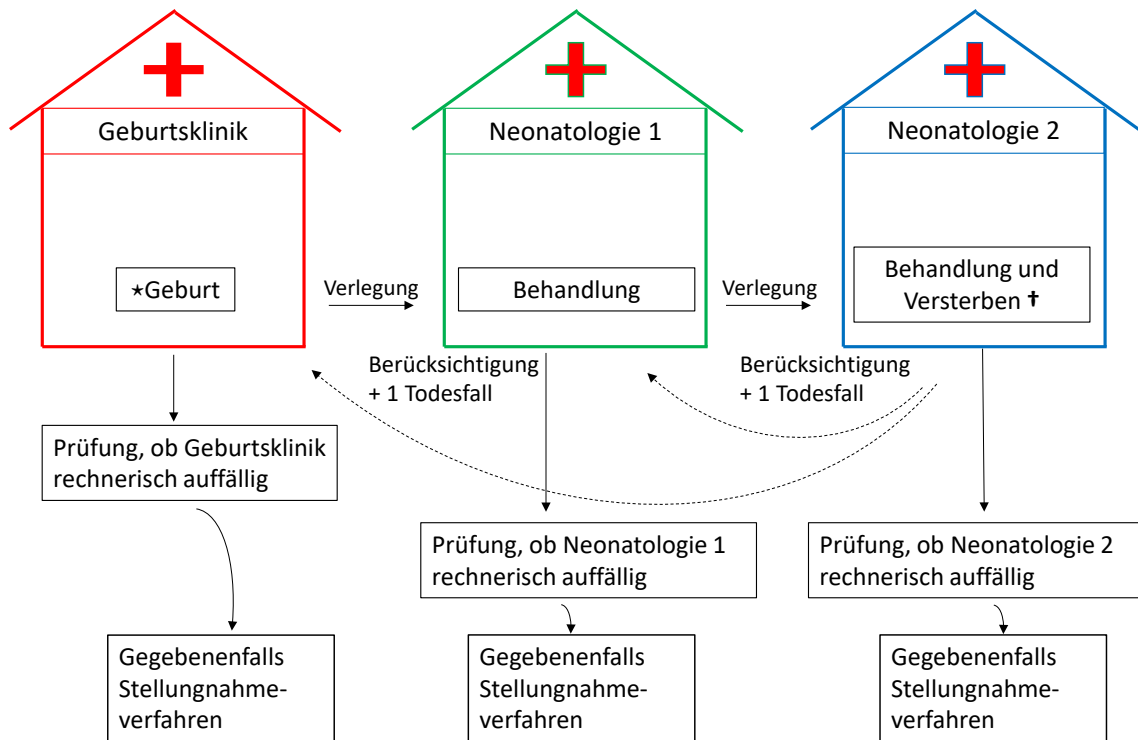 Geburtsklinik
Neonatologie 1
Neonatologie 2
★Geburt
Verlegung
Behandlung
Verlegung
Behandlung und
Versterben ✝
Berücksichtigung
+ 1 Todesfall
Berücksichtigung
+ 1 Todesfall
Prüfung, ob Geburtsklinik
rechnerisch auffällig
Prüfung, ob Neonatologie 1
rechnerisch auffällig
Prüfung, ob Neonatologie 2
rechnerisch auffällig
Gegebenenfalls
Stellungnahme-
verfahren
Gegebenenfalls
Stellungnahme-
verfahren
Gegebenenfalls
Stellungnahme-
verfahren